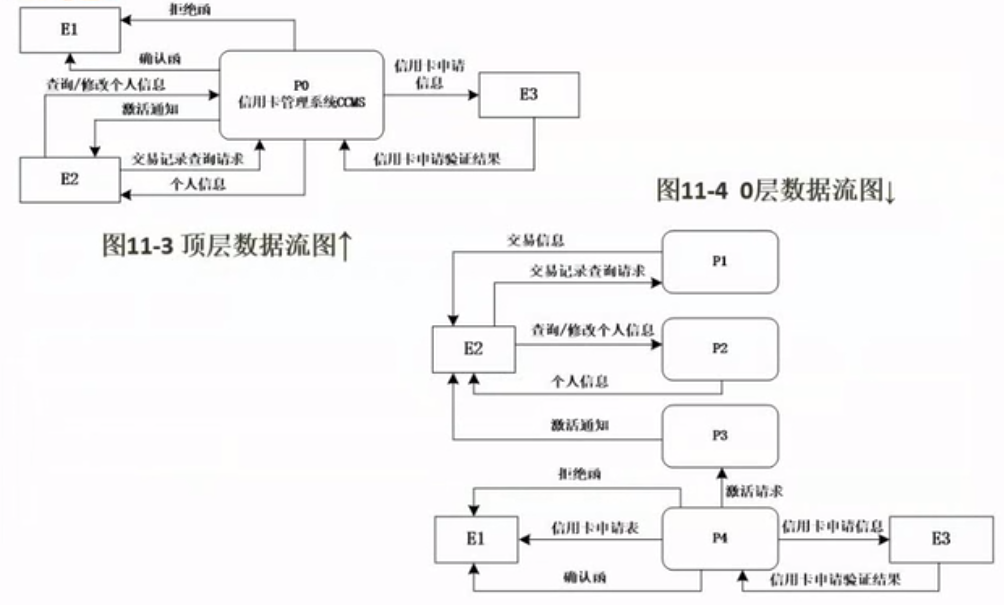 拒绝函
E1
确认函
信用卡申请
信息
P0
信用卡管理系统CCMS
E3
查询/修改个人信息
激活通知
交易记录查询请求
信用卡申请验证结果
E2
个人信息
图11-4 0层数据流图↓
图11-3 顶层数据流图↑
交易信息
P1
交易记录查询请求
查询/修改个人信息
E2
P2
个人信息
激活通知
P3
拒绝函
激活请求
E1
信用卡申请表
P4
信用卡申请信息
E3
确认函
信用卡申请验证结果